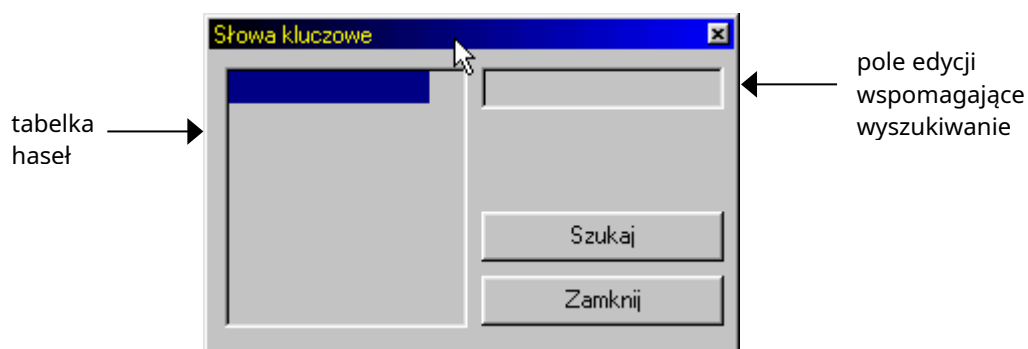 Słowa kluczowe
tabelka
haseł
pole edycji
wspomagające
wyszukiwanie
Szukaj
Zamknij